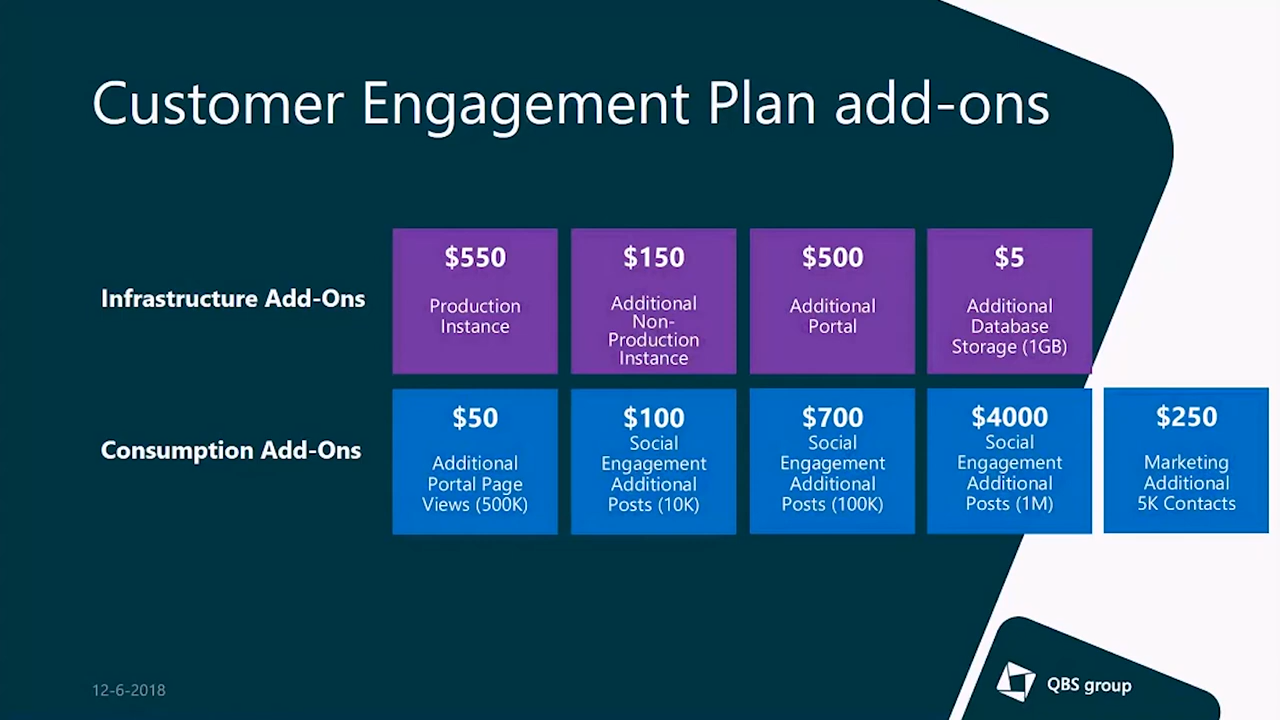 Customer Engagement Plan add-ons
Infrastructure Add-Ons
$550
Production
Instance
$150
Additional
Non-
Production
Instance
$500
Additional
Portal
$5
Additional
Database
Storage (1GB)
Consumption Add-Ons
$50
Additional
Portal Page
Views (500K)
$100
Social
Engagement
Additional
Posts (10K)
$700
Social
Engagement
Additional
Posts (100K)
$4000
Social
Engagement
Additional
Posts (1M)
$250
Marketing
Additional
5K Contacts
12-6-2018
QBS group